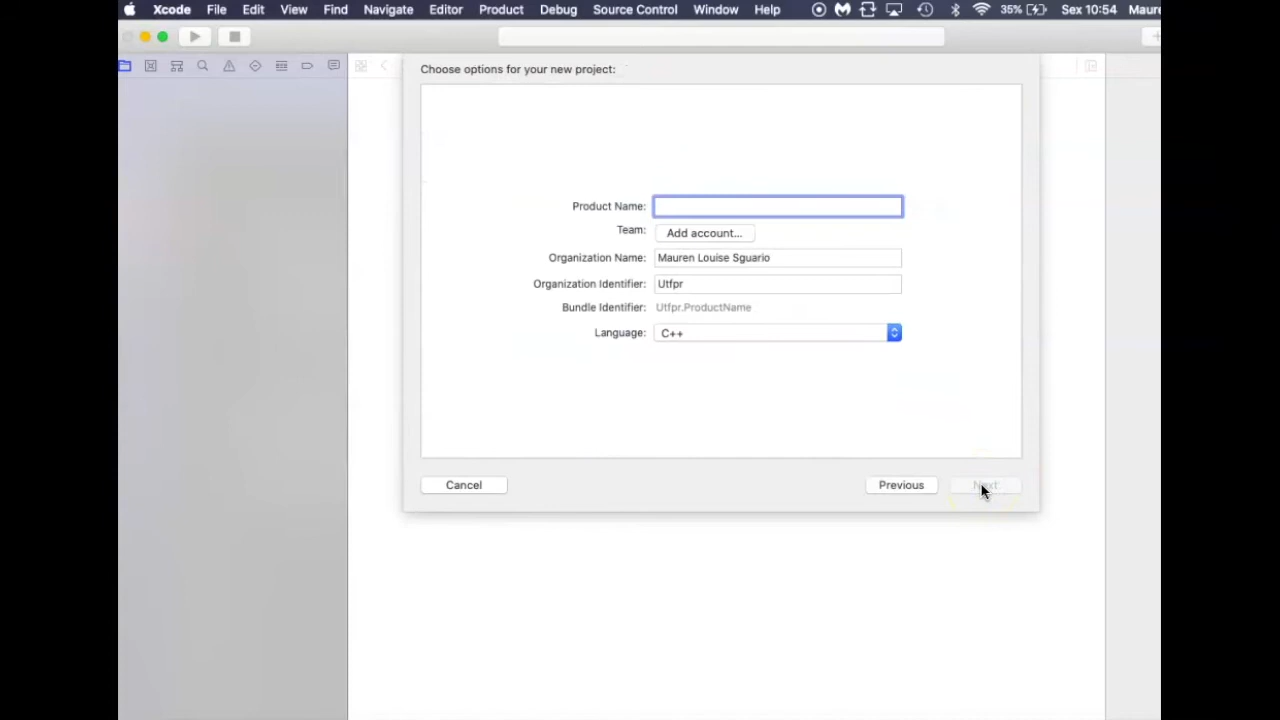 Xcode File Edit View Find Navigate Editor Product Debug Source Control Window Help 35% Sex 10:54 Maure
Choose options for your new project:
Product Name:
Team: Add account...
Organization Name: Mauren Louise Sguario
Organization Identifier: Utfpr
Bundle Identifier: Utfpr.ProductName
Language: C++
Cancel Previous Next